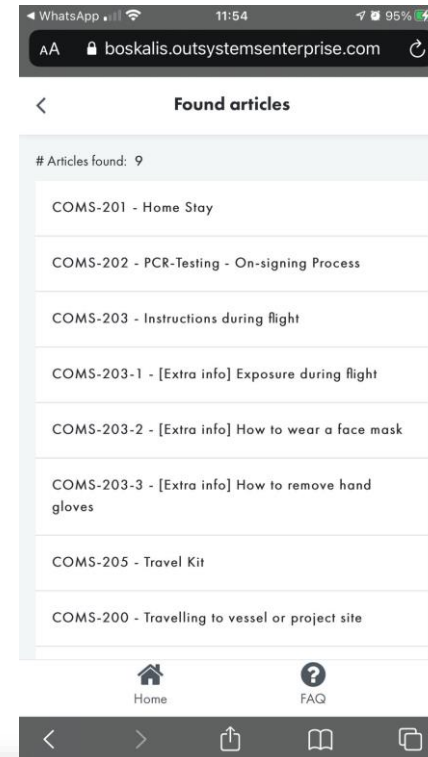 WhatsApp 11:54 95%
AA boskalis.outsystemsenterprise.com
Found articles
# Articles found: 9
COMS-201 - Home Stay
COMS-202 - PCR-Testing - On-signing Process
COMS-203 - Instructions during flight
COMS-203-1 - [Extra info] Exposure during flight
COMS-203-2 - [Extra info] How to wear a face mask
COMS-203-3 - [Extra info] How to remove hand
gloves
COMS-205 - Travel Kit
COMS-200 - Travelling to vessel or project site
Home FAQ